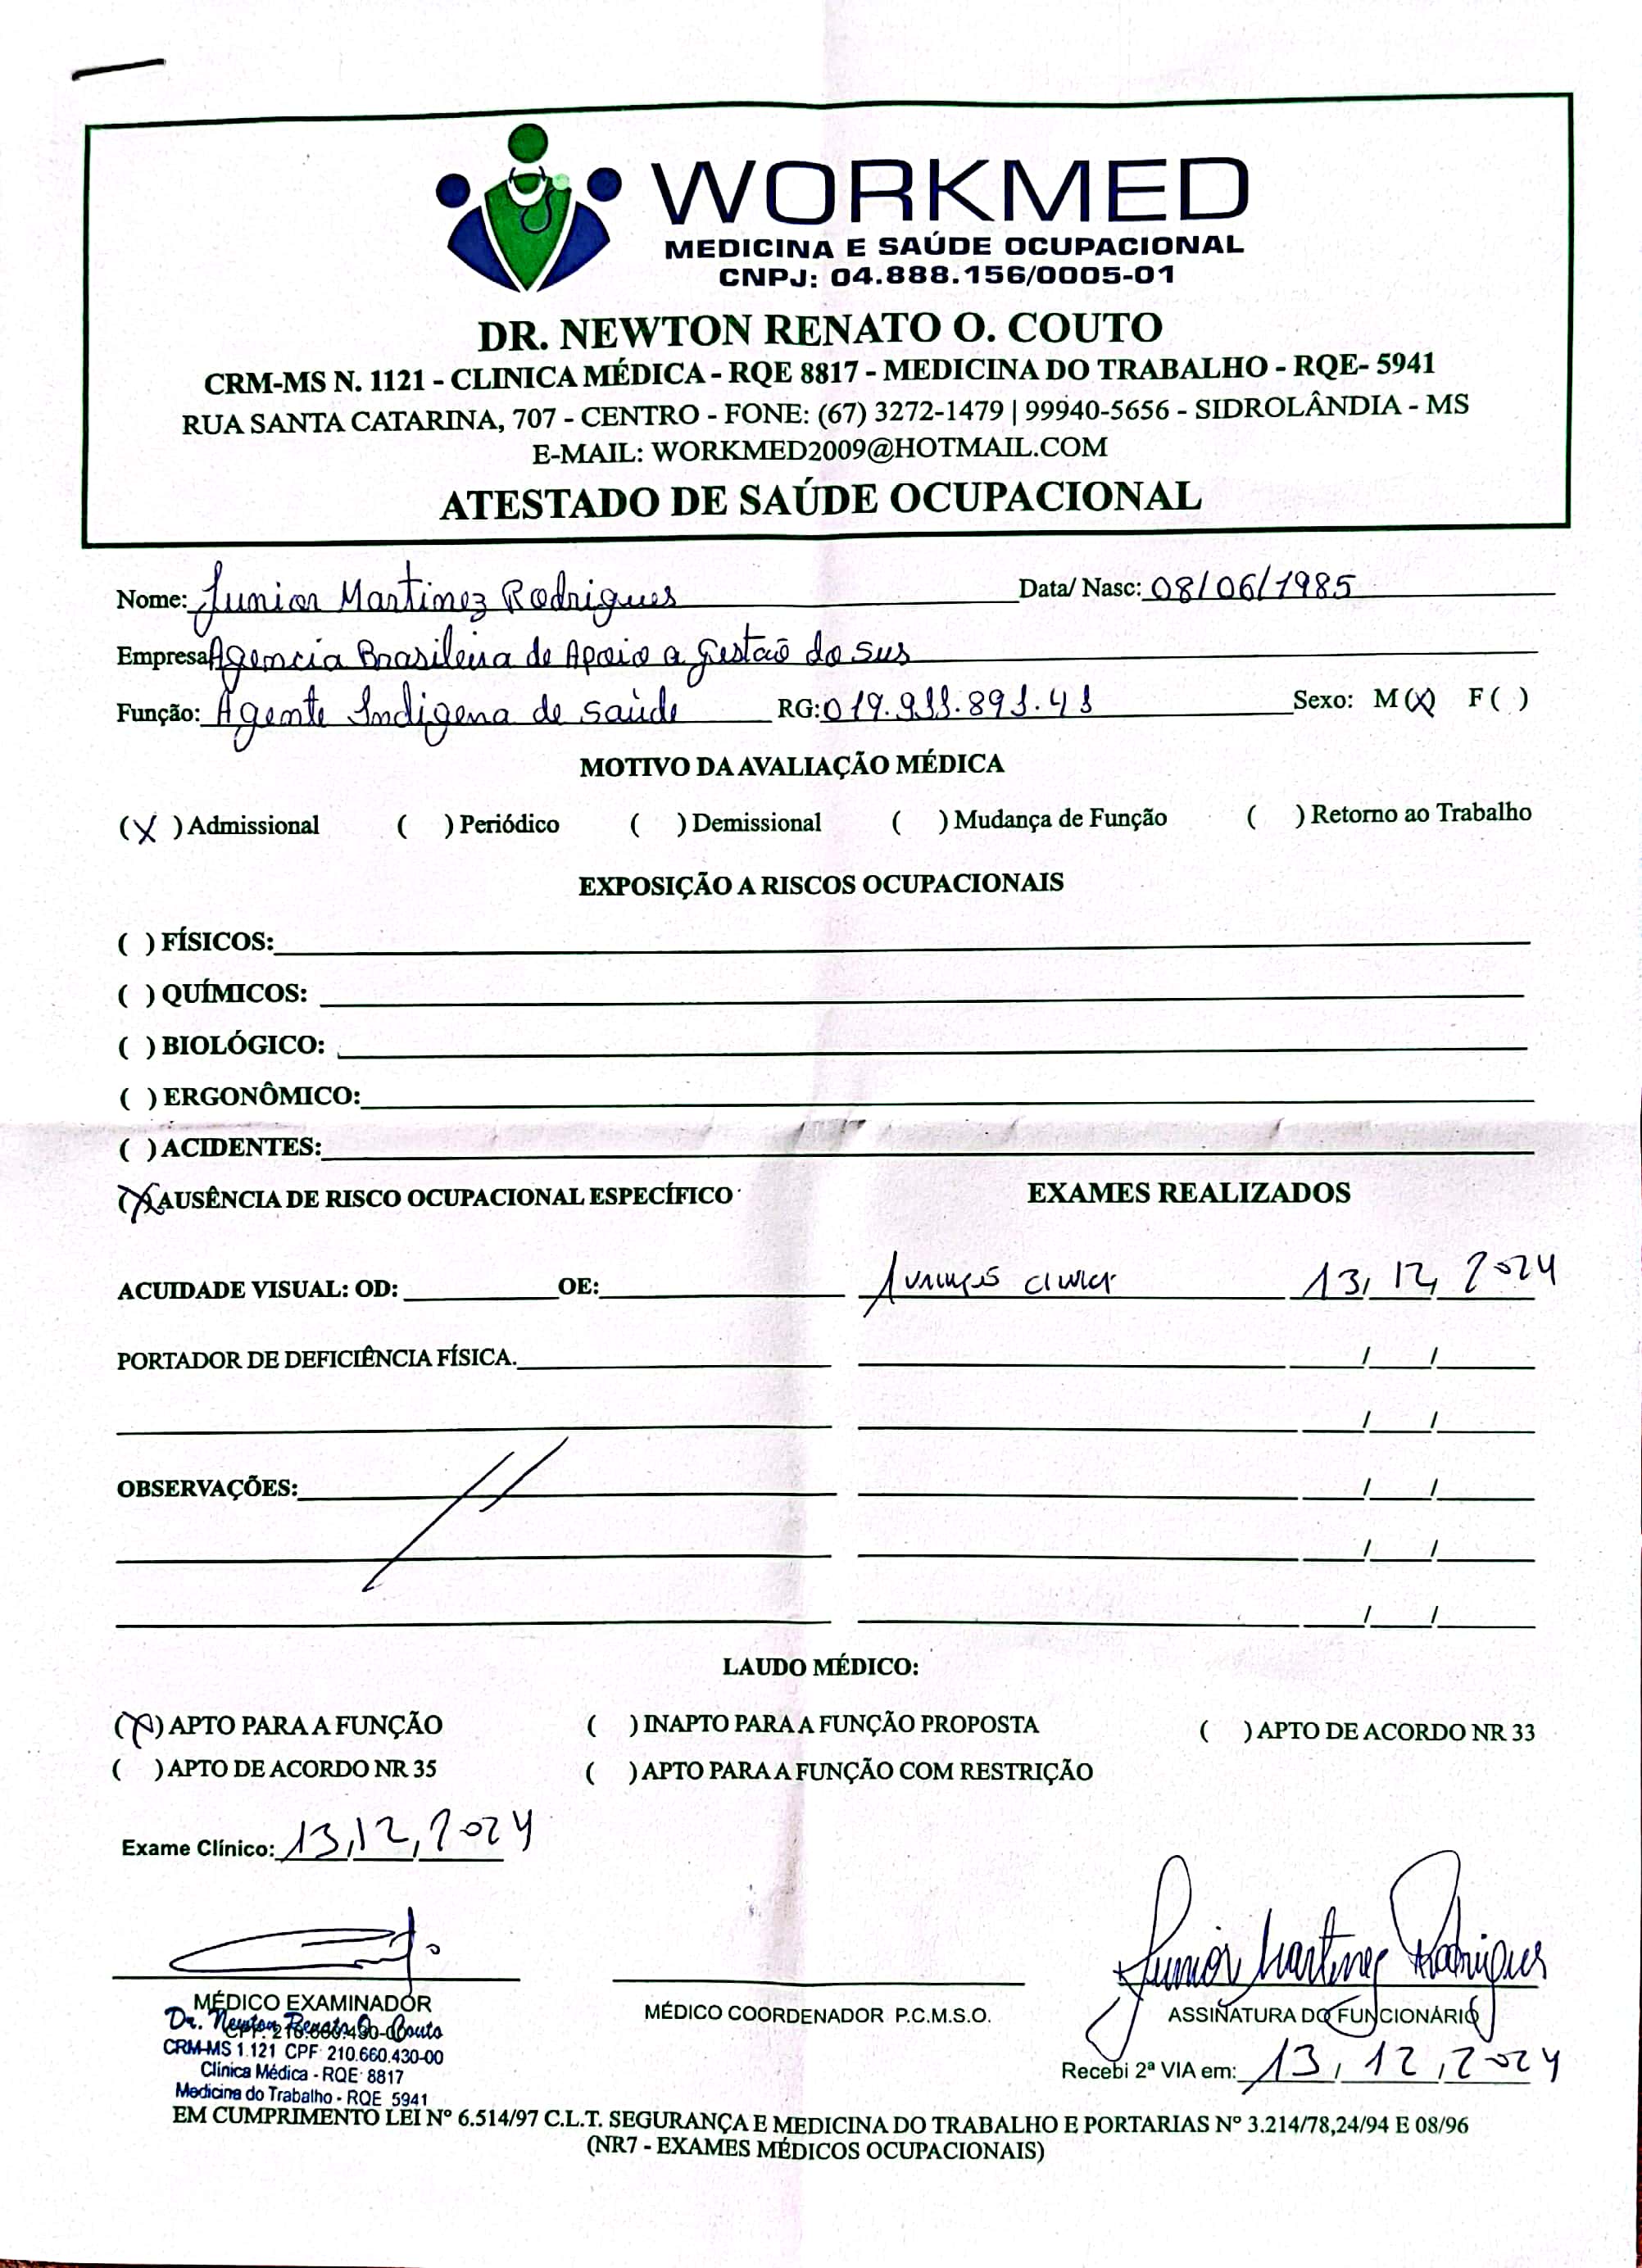 WORKMED
MEDICINA E SAÚDE OCUPACIONAL
CNPJ: 04.888.156/0005-01
DR. NEWTON RENATO O. COUTO
CRM-MS N. 1121 - CLINICA MÉDICA - RQE 8817 - MEDICINA DO TRABALHO - RQE- 5941
RUA SANTA CATARINA, 707 - CENTRO - FONE: (67) 3272-1479 | 99940-5656 - SIDROLÂNDIA - MS
E-MAIL: WORKMED2009@HOTMAIL.COM
ATESTADO DE SAÚDE OCUPACIONAL
Nome: Junior Martinez Rodrigues Data/ Nasc: 08/06/1985
Empresa Agencia Brasileira de Apoio a Gestão do SUS
Função: Agente Indigena de saúde RG: 019.911.891.41 Sexo: M (X) F ( )
MOTIVO DA AVALIAÇÃO MÉDICA
(X) Admissional ( ) Periódico ( ) Demissional ( ) Mudança de Função ( ) Retorno ao Trabalho
EXPOSIÇÃO A RISCOS OCUPACIONAIS
( ) FÍSICOS:
( ) QUÍMICOS:
( ) BIOLÓGICO:
( ) ERGONÔMICO:
( ) ACIDENTES:
(X) AUSÊNCIA DE RISCO OCUPACIONAL ESPECÍFICO EXAMES REALIZADOS
ACUIDADE VISUAL: OD: OE: 13/12/2024
PORTADOR DE DEFICIÊNCIA FÍSICA. / /
/ /
OBSERVAÇÕES: / /
/ /
/ /
LAUDO MÉDICO:
(X) APTO PARA A FUNÇÃO ( ) INAPTO PARA A FUNÇÃO PROPOSTA ( ) APTO DE ACORDO NR 33
( ) APTO DE ACORDO NR 35 ( ) APTO PARA A FUNÇÃO COM RESTRIÇÃO
Exame Clínico: 13/12/2024
Junior Martinez Rodrigues
MÉDICO EXAMINADOR MÉDICO COORDENADOR P.C.M.S.O. ASSINATURA DO FUNCIONÁRIO
Dr. Newton Renato O. Couto
CRM-MS 1.121 CPF 210.660.430-00
Clínica Médica - RQE 8817
Medicina do Trabalho - RQE 5941
Recebi 2ª VIA em: 13/12/2024
EM CUMPRIMENTO LEI Nº 6.514/97 C.L.T. SEGURANÇA E MEDICINA DO TRABALHO E PORTARIAS Nº 3.214/78,24/94 E 08/96
(NR7 - EXAMES MÉDICOS OCUPACIONAIS)